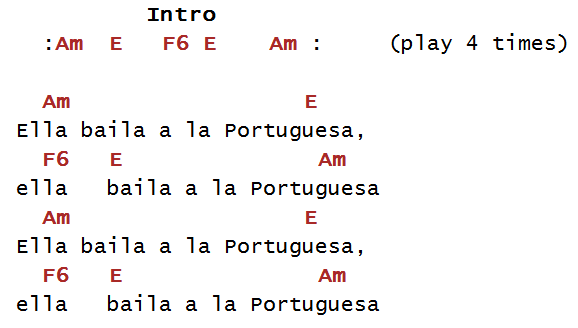 Intro
:Am E F6 E Am : (play 4 times)
Am E
Ella baila a la Portuguesa,
F6 E Am
ella baila a la Portuguesa
Am E
Ella baila a la Portuguesa,
F6 E Am
ella baila a la Portuguesa